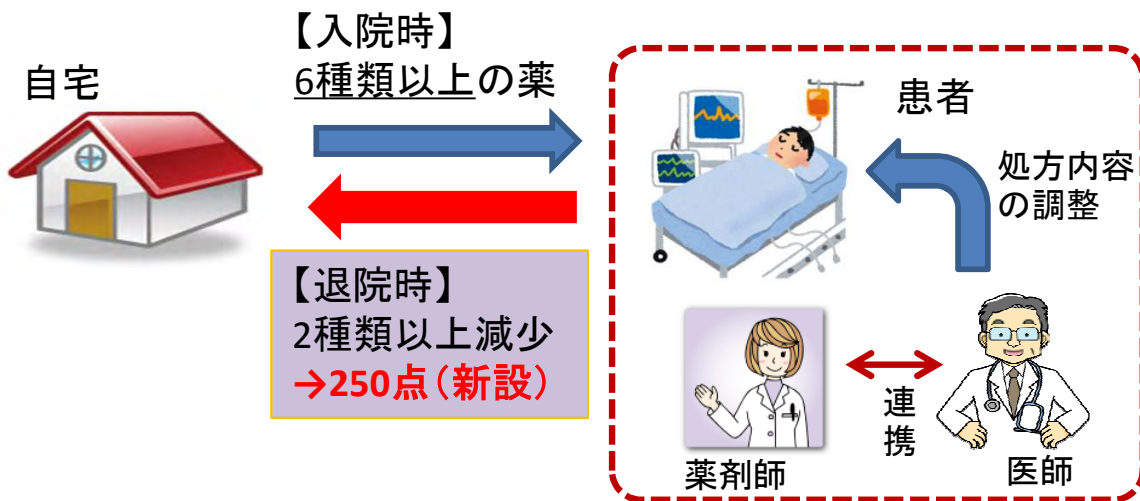 自宅
【入院時】
6種類以上の薬
【退院時】
2種類以上減少
→250点(新設)
患者
処方内容
の調整
薬剤師
連
携
医師